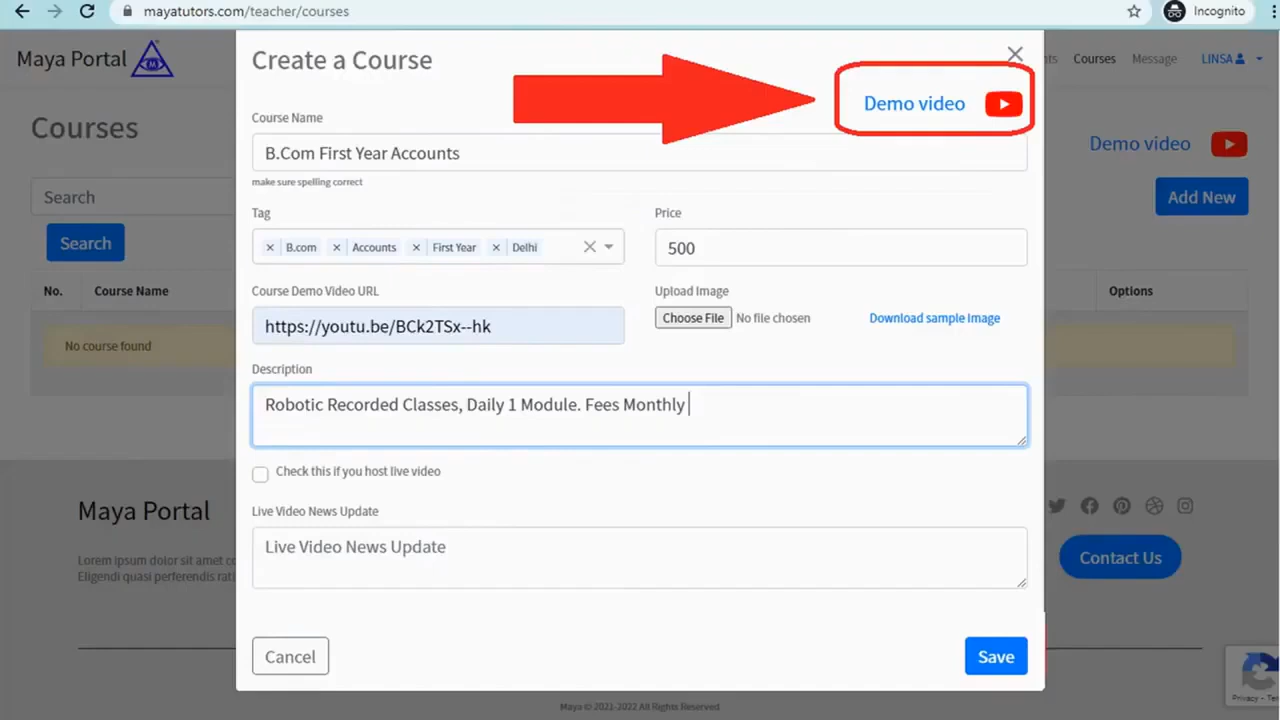 mayatutors.com/teacher/courses
Incognito
Maya Portal
Create a Course
nts
Courses
Message
LINSA
Demo video
Courses
Course Name
B.Com First Year Accounts
make sure spelling correct
Demo video
Search
Tag
Price
Add New
× B.com × Accounts × First Year × Delhi
500
Search
No.
Course Name
Course Demo Video URL
Upload Image
Options
https://youtu.be/BCk2TSx--hk
Choose File No file chosen
Download sample Image
No course found
Description
Robotic Recorded Classes, Daily 1 Module. Fees Monthly
Check this if you host live video
Maya Portal
Live Video News Update
Live Video News Update
Lorem ipsum dolor sit amet co
Eligendi quasi perferendis rati
Contact Us
Cancel
Save
Privacy - Te
Maya © 2021-2022 All Rights Reserved